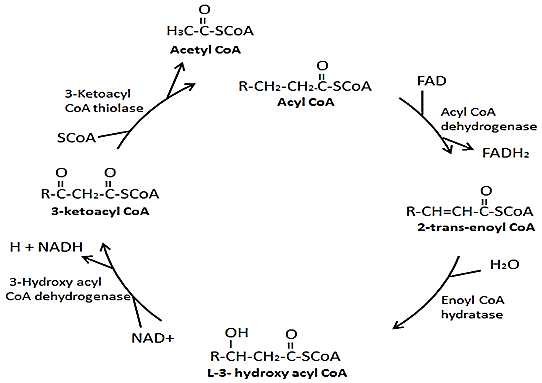 O
H₃C-C-SCoA
Acetyl CoA
O
R-CH₂-CH₂-C-SCoA
Acyl CoA
FAD
Acyl CoA
dehydrogenase
FADH₂
O
R-CH=CH-C-SCoA
2-trans-enoyl CoA
H₂O
Enoyl CoA
hydratase
OH O
R-CH-CH₂-C-SCoA
L-3- hydroxy acyl CoA
NAD+
3-Hydroxy acyl
CoA dehydrogenase
H + NADH
O O
R-C-CH₂-C-SCoA
3-ketoacyl CoA
SCoA
3-Ketoacyl
CoA thiolase